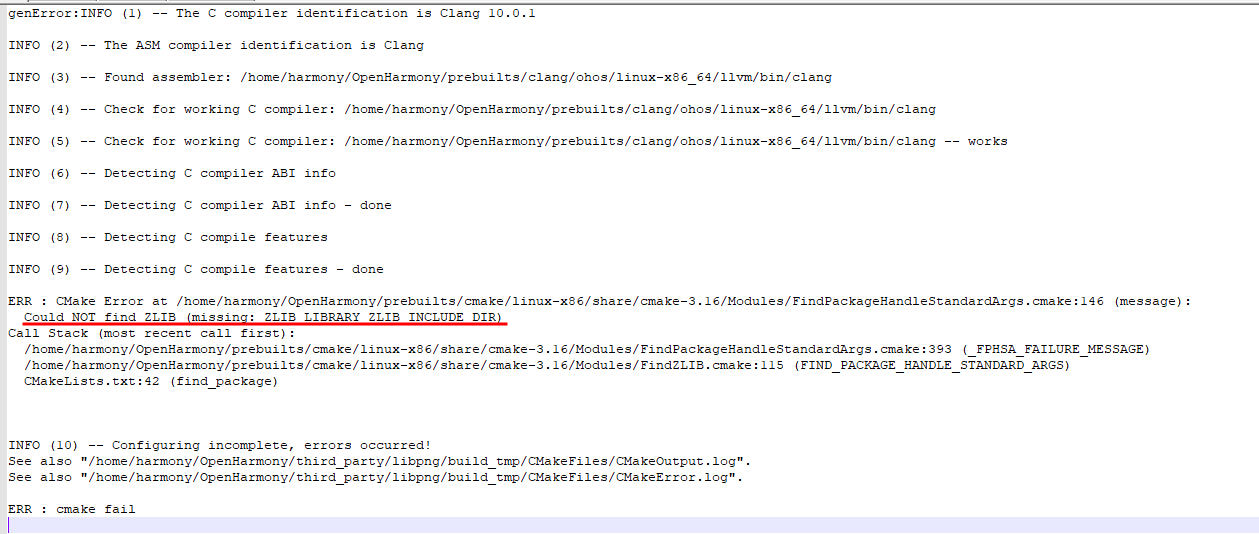 genError:INFO (1) -- The C compiler identification is Clang 10.0.1
INFO (2) -- The ASM compiler identification is Clang
INFO (3) -- Found assembler: /home/harmony/OpenHarmony/prebuilts/clang/ohos/linux-x86_64/llvm/bin/clang
INFO (4) -- Check for working C compiler: /home/harmony/OpenHarmony/prebuilts/clang/ohos/linux-x86_64/llvm/bin/clang
INFO (5) -- Check for working C compiler: /home/harmony/OpenHarmony/prebuilts/clang/ohos/linux-x86_64/llvm/bin/clang -- works
INFO (6) -- Detecting C compiler ABI info
INFO (7) -- Detecting C compiler ABI info - done
INFO (8) -- Detecting C compile features
INFO (9) -- Detecting C compile features - done
ERR : CMake Error at /home/harmony/OpenHarmony/prebuilts/cmake/linux-x86/share/cmake-3.16/Modules/FindPackageHandleStandardArgs.cmake:146 (message):
Could NOT find ZLIB (missing: ZLIB_LIBRARY ZLIB_INCLUDE_DIR)
Call Stack (most recent call first):
/home/harmony/OpenHarmony/prebuilts/cmake/linux-x86/share/cmake-3.16/Modules/FindPackageHandleStandardArgs.cmake:393 (_FPHSA_FAILURE_MESSAGE)
/home/harmony/OpenHarmony/prebuilts/cmake/linux-x86/share/cmake-3.16/Modules/FindZLIB.cmake:115 (FIND_PACKAGE_HANDLE_STANDARD_ARGS)
CMakeLists.txt:42 (find_package)
INFO (10) -- Configuring incomplete, errors occurred!
See also "/home/harmony/OpenHarmony/third_party/libpng/build_tmp/CMakeFiles/CMakeOutput.log".
See also "/home/harmony/OpenHarmony/third_party/libpng/build_tmp/CMakeFiles/CMakeError.log".
ERR : cmake fail